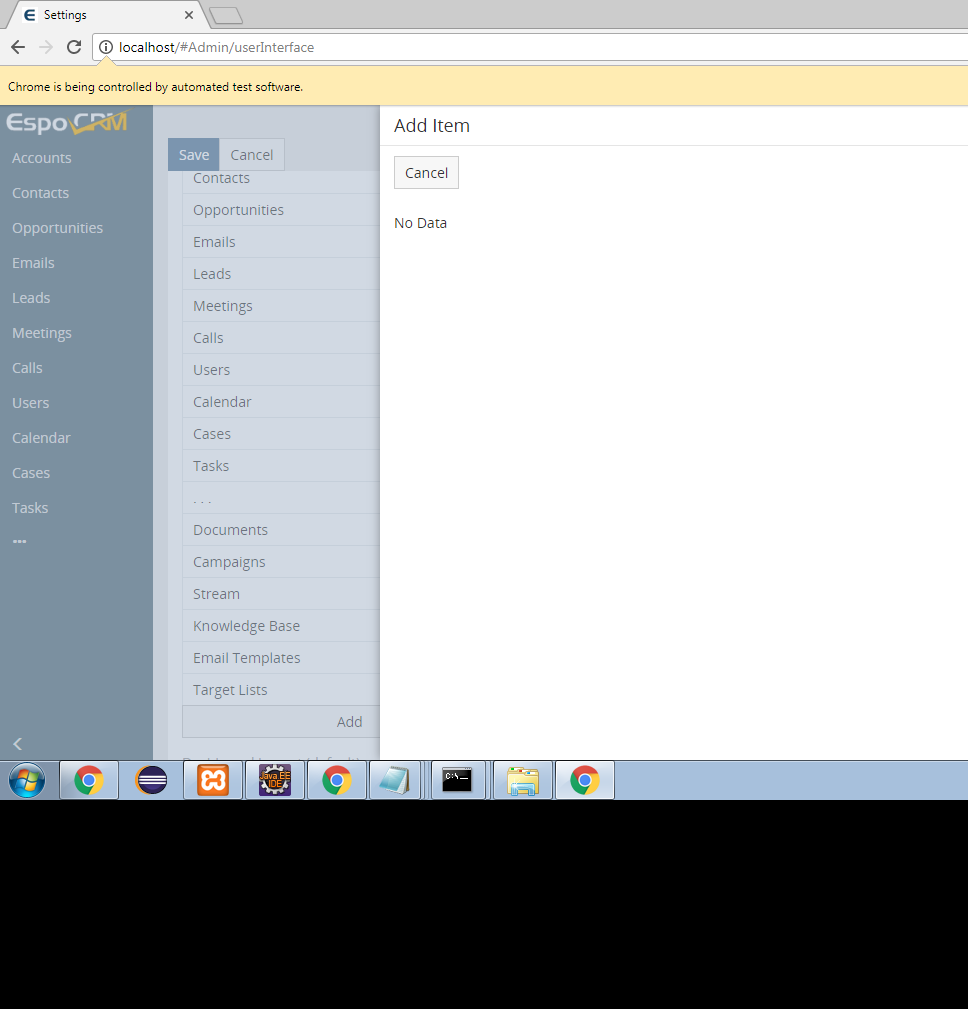 Settings
localhost/#Admin/userInterface
Chrome is being controlled by automated test software.
EspoCRM
Accounts
Contacts
Opportunities
Emails
Leads
Meetings
Calls
Users
Calendar
Cases
Tasks
Save
Cancel
Contacts
Opportunities
Emails
Leads
Meetings
Calls
Users
Calendar
Cases
Tasks
. . .
Documents
Campaigns
Stream
Knowledge Base
Email Templates
Target Lists
Add
Add Item
Cancel
No Data
Java EE
IDE
C:\_